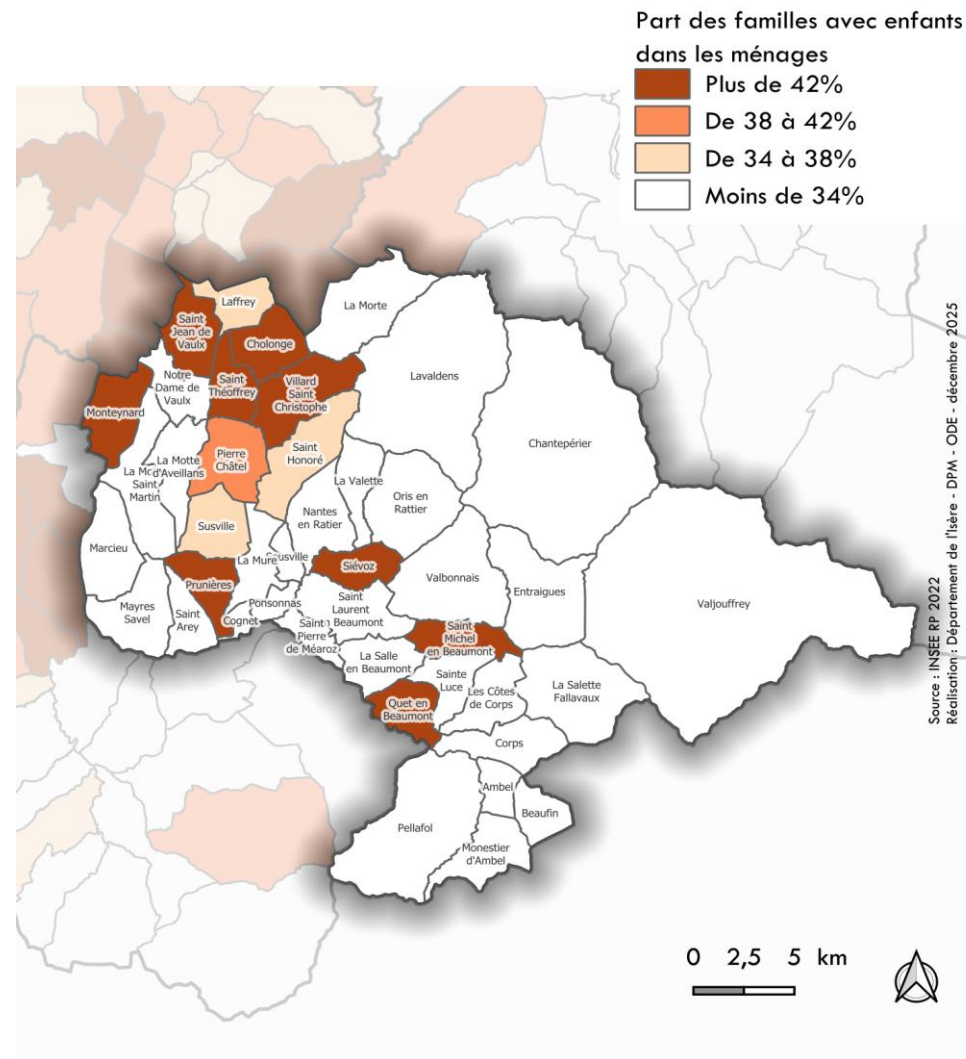 Part des familles avec enfants
dans les ménages
Plus de 42%
De 38 à 42%
De 34 à 38%
Moins de 34%
Laffrey
La Morte
Saint
Jean de
Vaulx
Cholonge
Notre
Dame de
Vaulx
Saint
Théoffrey
Villard
Saint
Christophe
Lavaldens
Monteynard
Chantepérier
Pierre
Châtel
Saint
Honoré
La Motte
d'Aveillans
La
Saint
Martin
La Valette
Oris en
Rattier
Nantes
en Ratier
Susville
Marcieu
La Mure
Siévoz
Valbonnais
Prunières
Entraigues
Valjouffrey
Mayres
Savel
Saint
Arey
Cognet
Ponsonnas
Saint
Laurent
Beaumont
Saint
Pierre
de Méaroz
Saint
Michel
en Beaumont
La Salle
en Beaumont
Sainte
Luce
Les Côtes
de Corps
La Salette
Fallavaux
Quet en
Beaumont
Corps
Ambel
Beaufin
Pellafol
Monestier
d'Ambel
0 2,5 5 km
Source : INSEE RP 2022
Réalisation : Département de l'Isère - DPM - ODE - décembre 2025